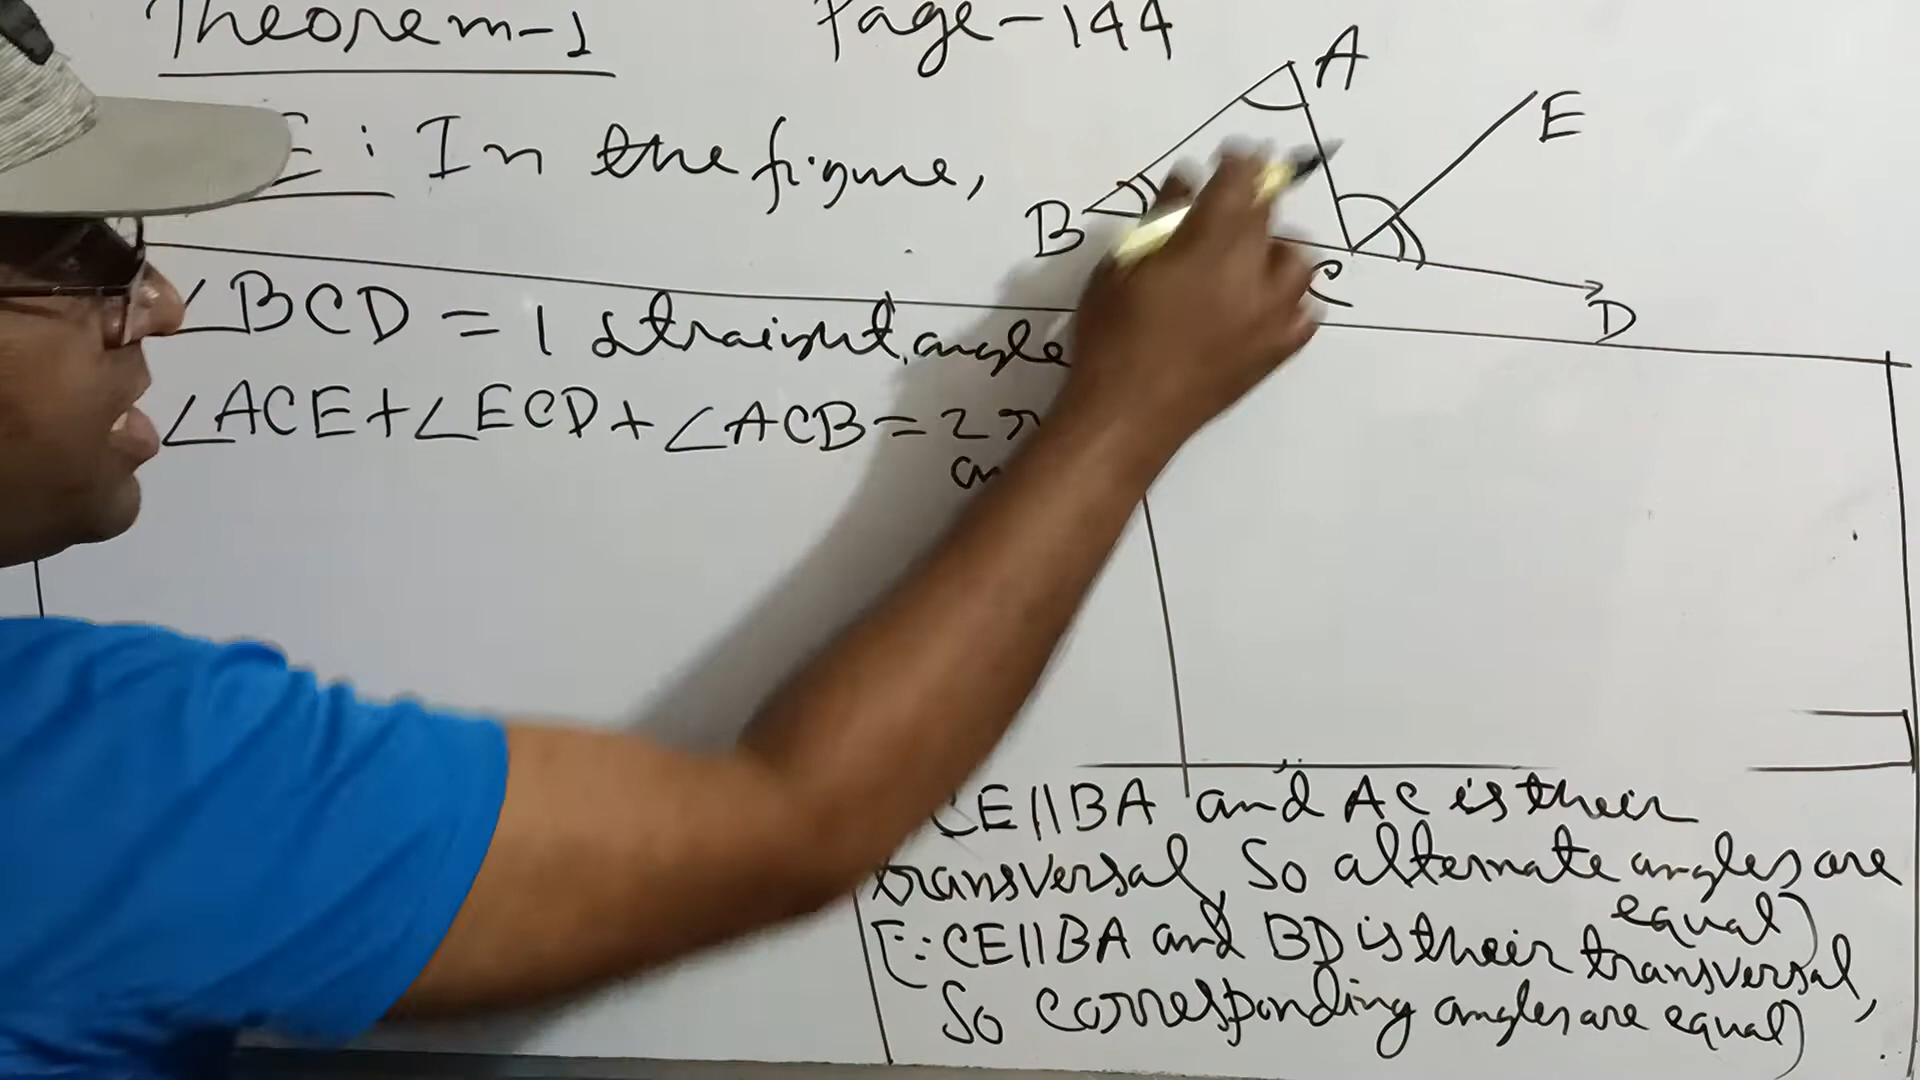 Theorem-1 Page-144
E: In the figure,
A
E
B
C
D
∠BCD = 1 straight angle
∠ACE+∠ECD+∠ACB=2
CE||BA and AC is their
transversal, So alternate angles are
equal)
[∵CE||BA and BD is their transversal,
So corresponding angles are equal)